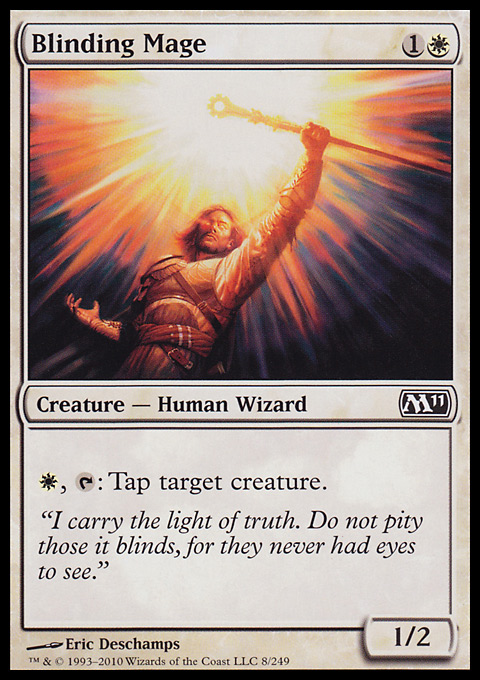 Blinding Mage 1
Creature — Human Wizard M11
, : Tap target creature.
“I carry the light of truth. Do not pity
those it blinds, for they never had eyes
to see.”
Eric Deschamps
1/2
™ & © 1993–2010 Wizards of the Coast LLC 8/249